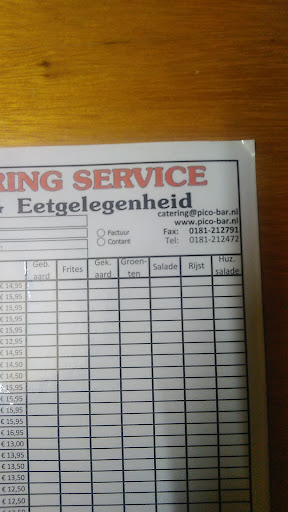 RING SERVICE
Eetgelegenheid
catering@pico-bar.nl
www.pico-bar.nl
Factuur Fax: 0181-212791
Contant Tel: 0181-212472
Geb. aard Frites Gek. aard Groen- ten Salade Rijst Huz. salade
€ 14,95
€ 15,95
€ 15,95
€ 15,95
€ 15,95
€ 12,95
€ 14,95
€ 14,50
€ 14,50
€ 15,95
€ 15,95
€ 15,95
€ 15,95
€ 16,95
€ 13,00
€ 13,95
€ 13,50
€ 12,50
€ 13,50
€ 12,50